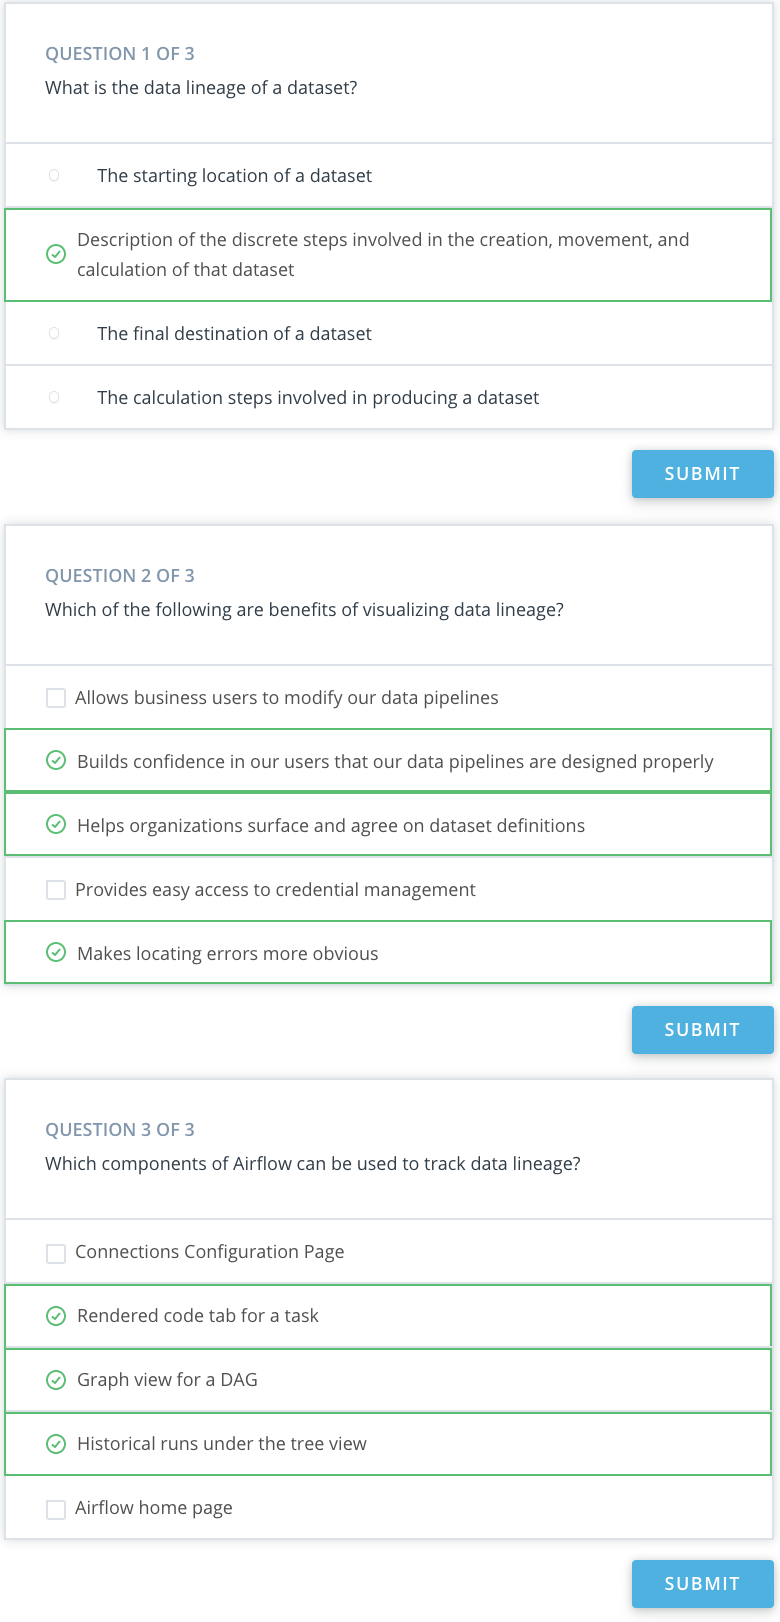 QUESTION 1 OF 3
What is the data lineage of a dataset?
The starting location of a dataset
Description of the discrete steps involved in the creation, movement, and
calculation of that dataset
The final destination of a dataset
The calculation steps involved in producing a dataset
SUBMIT
QUESTION 2 OF 3
Which of the following are benefits of visualizing data lineage?
Allows business users to modify our data pipelines
Builds confidence in our users that our data pipelines are designed properly
Helps organizations surface and agree on dataset definitions
Provides easy access to credential management
Makes locating errors more obvious
SUBMIT
QUESTION 3 OF 3
Which components of Airflow can be used to track data lineage?
Connections Configuration Page
Rendered code tab for a task
Graph view for a DAG
Historical runs under the tree view
Airflow home page
SUBMIT